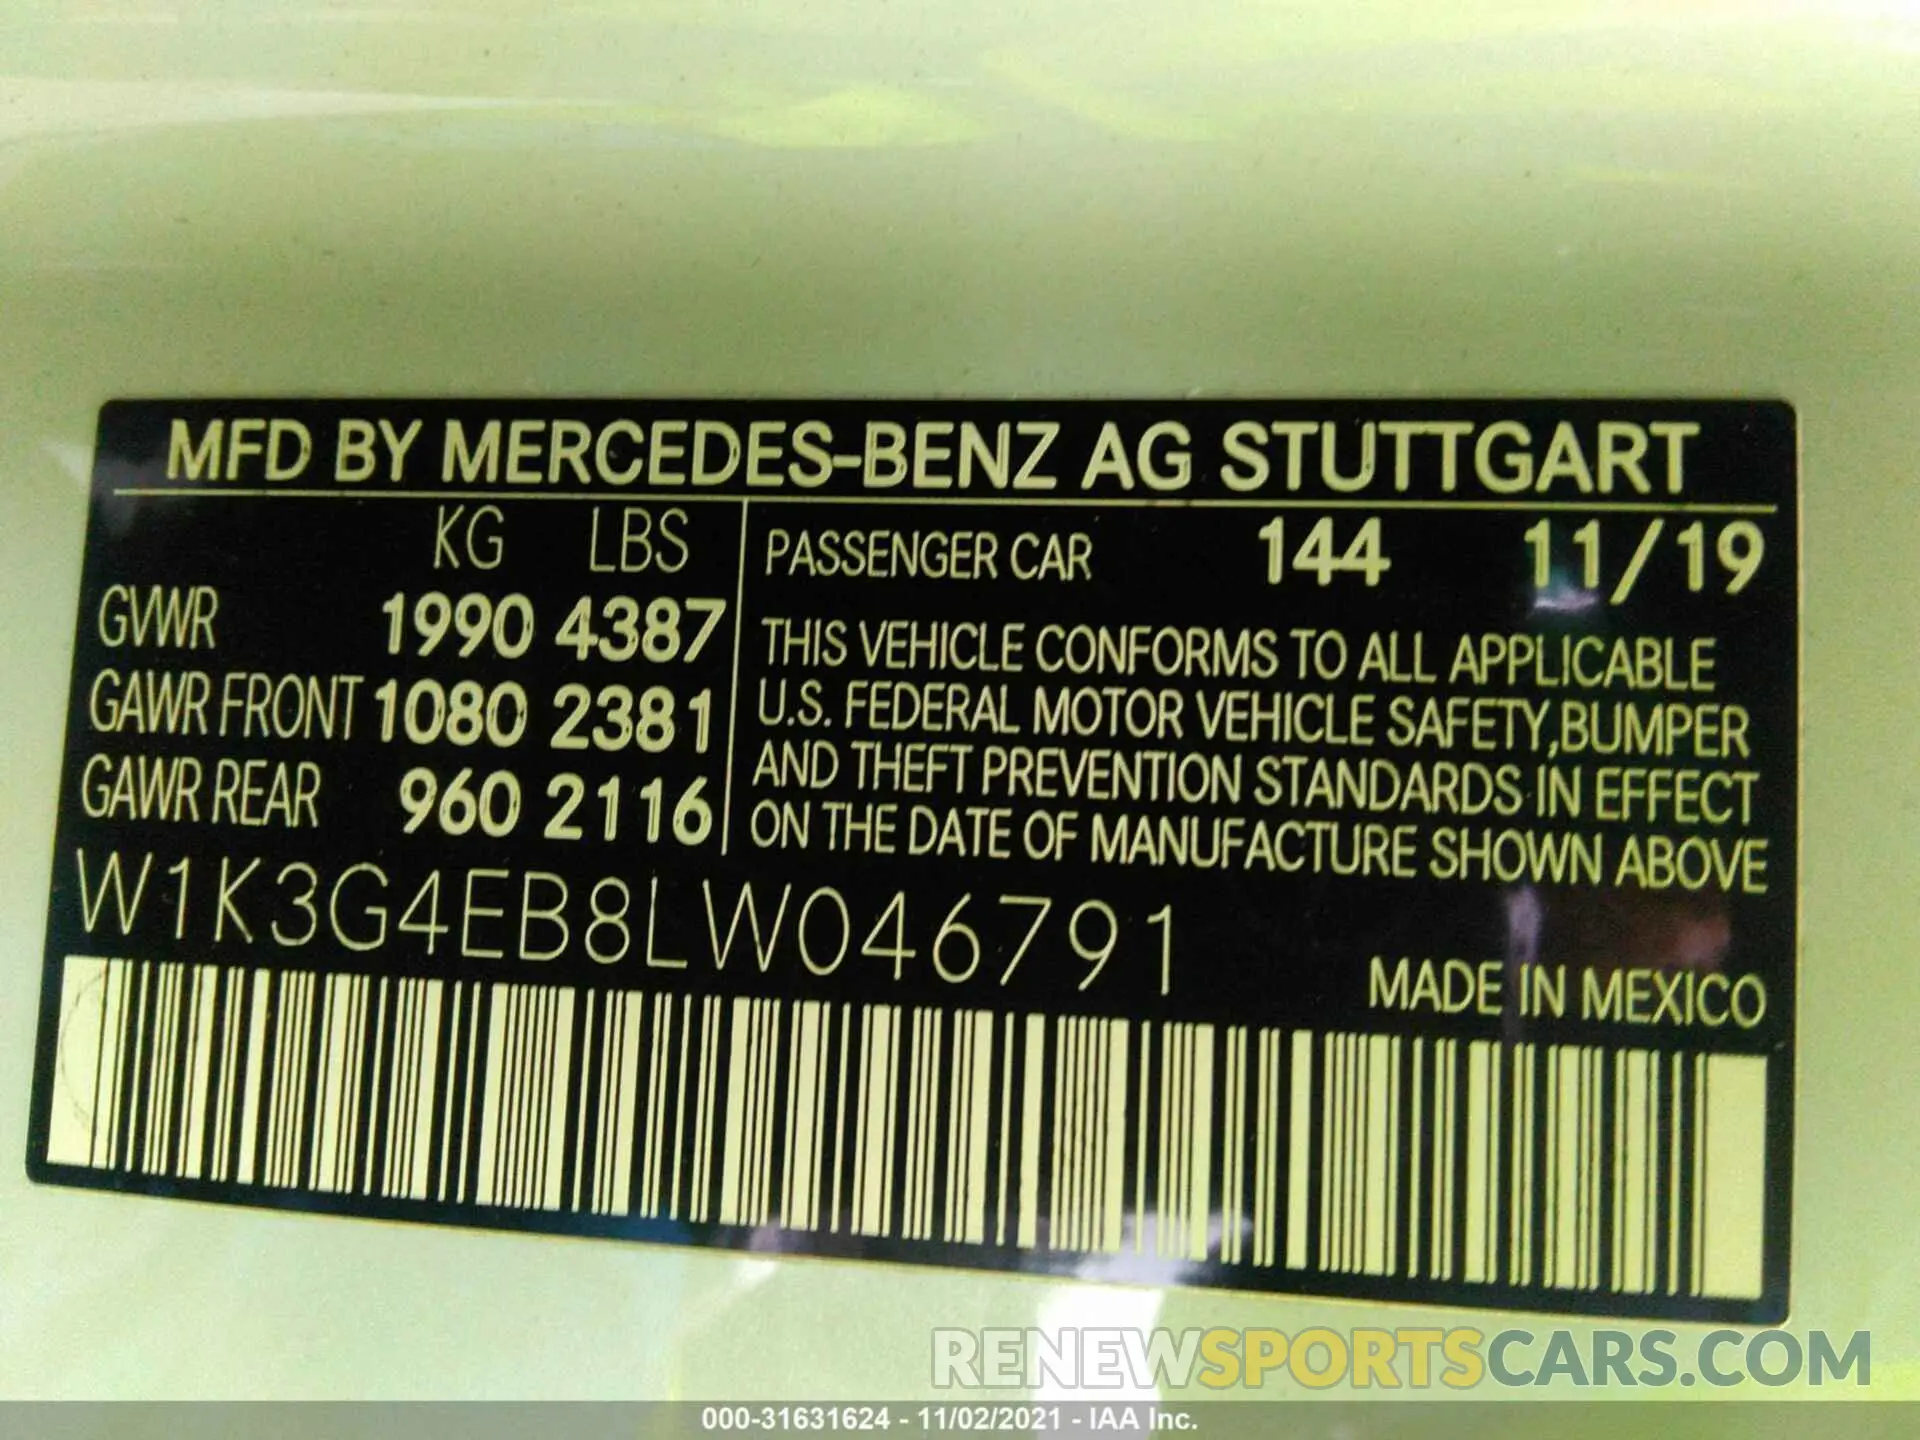 MFD BY MERCEDES-BENZ AG STUTTGART
KG LBS
GVWR 1990 4387
GAWR FRONT 1080 2381
GAWR REAR 960 2116
PASSENGER CAR 144 11/19
THIS VEHICLE CONFORMS TO ALL APPLICABLE
U.S. FEDERAL MOTOR VEHICLE SAFETY,BUMPER
AND THEFT PREVENTION STANDARDS IN EFFECT
ON THE DATE OF MANUFACTURE SHOWN ABOVE
W1K3G4EB8LW046791
MADE IN MEXICO
RENEWSPORTSCARS.COM
000-31631624 - 11/02/2021 - IAA Inc.